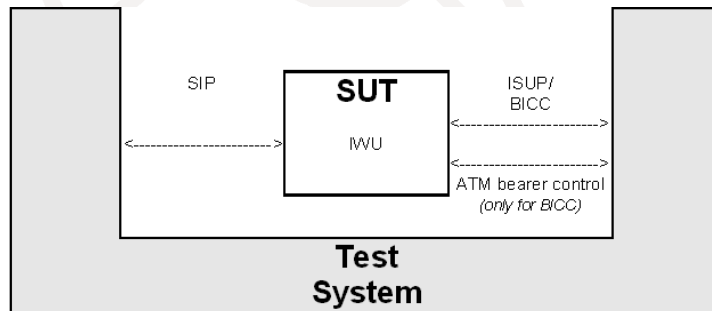 SIP
SUT
IWU
ISUP/
BICC
ATM bearer control
(only for BICC)
Test
System